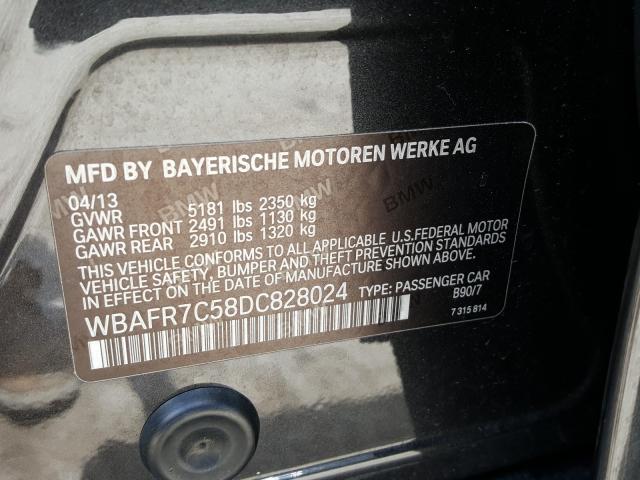 MFD BY BAYERISCHE MOTOREN WERKE AG
04/13
GVWR 5181 lbs 2350 kg
GAWR FRONT 2491 lbs 1130 kg
GAWR REAR 2910 lbs 1320 kg
THIS VEHICLE CONFORMS TO ALL APPLICABLE U.S.FEDERAL MOTOR
VEHICLE SAFETY, BUMPER AND THEFT PREVENTION STANDARDS
IN EFFECT ON THE DATE OF MANUFACTURE SHOWN ABOVE.
WBAFR7C58DC828024 TYPE: PASSENGER CAR
B90/7
7 315 814